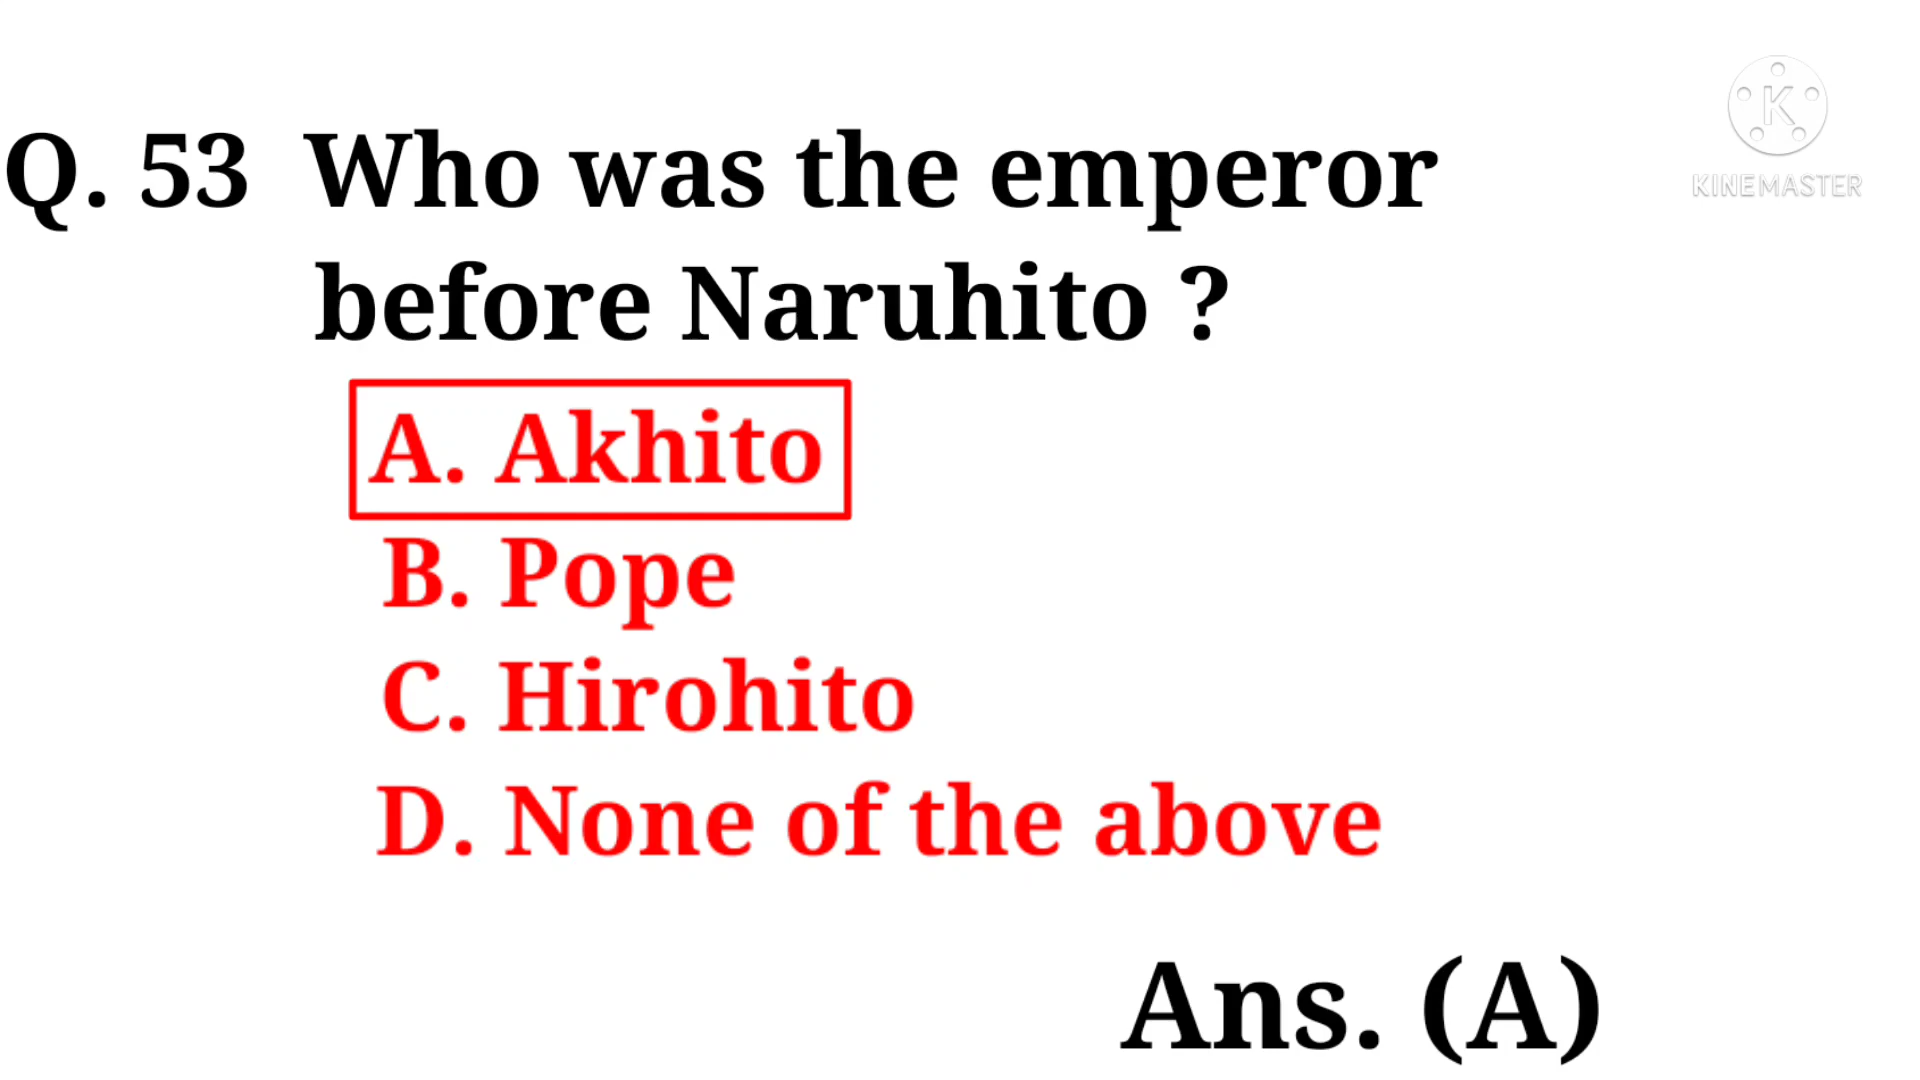 Q. 53 Who was the emperor
before Naruhito ?
A. Akhito
B. Pope
C. Hirohito
D. None of the above
Ans. (A)
K
KINEMASTER